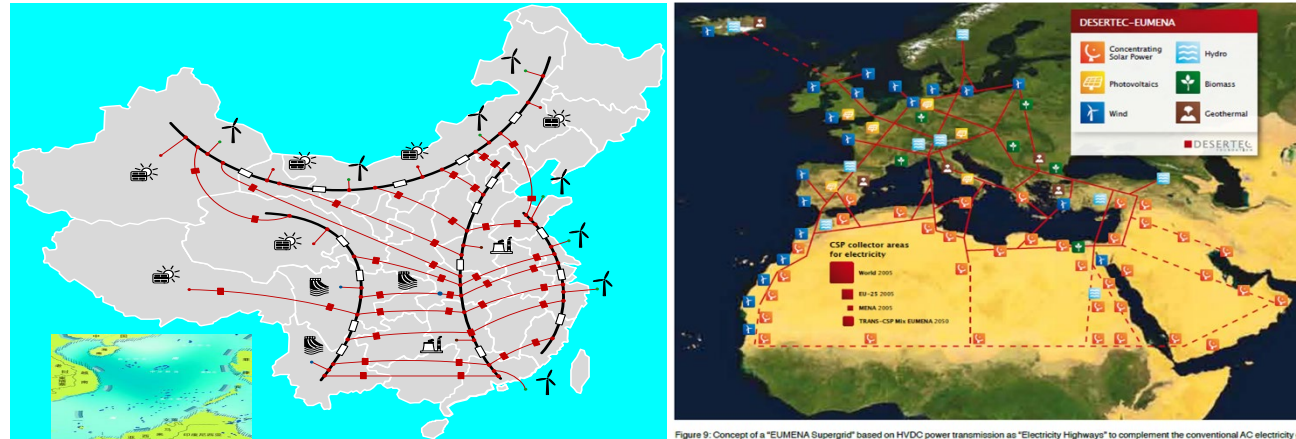 DESERTEC-EUMENA
Concentrating
Solar Power
Hydro
Photovoltaics
Biomass
Wind
Geothermal
DESERTEC
CSP collector areas
for electricity
World 2005
EU-25 2005
MENA 2005
TRANS-CSP Mix EUMENA 2050
Figure 9: Concept of a "EUMENA Supergrid" based on HVDC power transmission as "Electricity Highways" to complement the conventional AC electricity